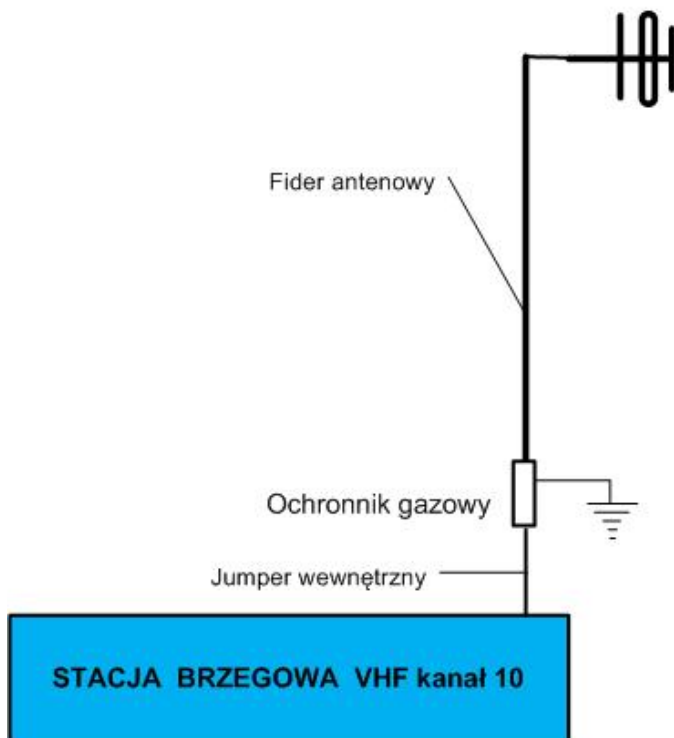 Fider antenowy
Ochronnik gazowy
Jumper wewnętrzny
STACJA BRZEGOWA VHF kanał 10